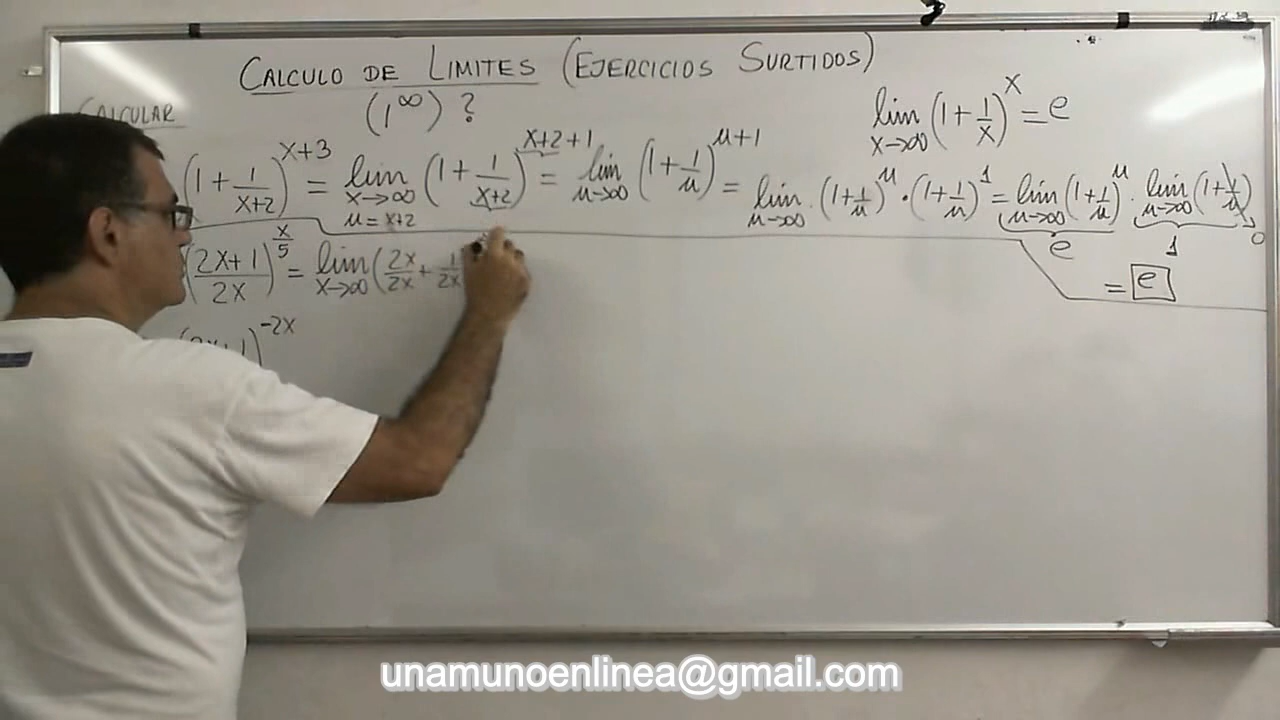 CALCULO DE LIMITES (EJERCICIOS SURTIDOS)
CALCULAR
(1^∞) ?
lim x→∞ (1 + 1/x)^x = e
(1 + 1/(x+2))^(x+3) = lim x→∞ (1 + 1/(x+2))^(x+2+1) = lim μ→∞ (1 + 1/μ)^(μ+1) = lim μ→∞ (1 + 1/μ)^μ · (1 + 1/μ)^1 = lim μ→∞ (1 + 1/μ)^μ · lim μ→∞ (1 + 1/μ)
μ = x+2
e 1 0
= e
((2x+1)/2x)^(x/5) = lim x→∞ (2x/2x + 1/2x
^(-2x)
unamunoenlinea@gmail.com